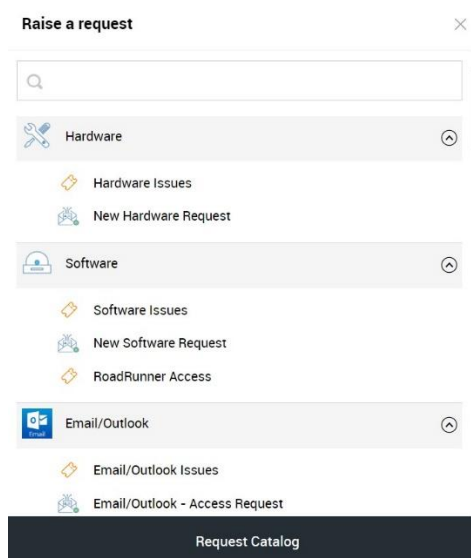 Raise a request
Hardware
Hardware Issues
New Hardware Request
Software
Software Issues
New Software Request
RoadRunner Access
Email/Outlook
Email
Email/Outlook Issues
Email/Outlook - Access Request
Request Catalog